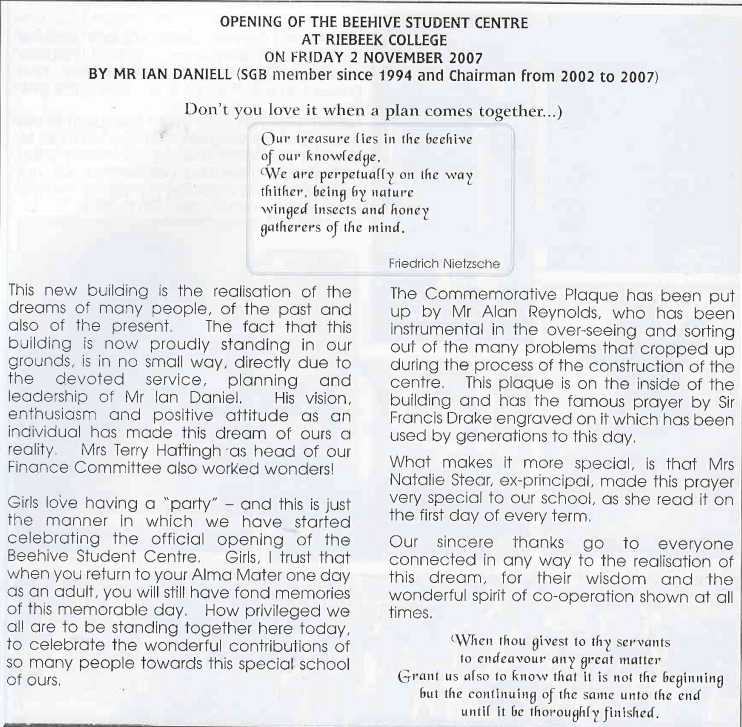 OPENING OF THE BEEHIVE STUDENT CENTRE
AT RIEBEEK COLLEGE
ON FRIDAY 2 NOVEMBER 2007
BY MR IAN DANIELL (SGB member since 1994 and Chairman from 2002 to 2007)
Don't you love it when a plan comes together...)
Our treasure lies in the beehive
of our knowledge.
We are perpetually on the way
thither, being by nature
winged insects and honey
gatherers of the mind.
Friedrich Nietzsche
This new building is the realisation of the
dreams of many people, of the past and
also of the present. The fact that this
building is now proudly standing in our
grounds, is in no small way, directly due to
the devoted service, planning and
leadership of Mr Ian Daniel. His vision,
enthusiasm and positive attitude as an
individual has made this dream of ours a
reality. Mrs Terry Hattingh as head of our
Finance Committee also worked wonders!
Girls love having a "party" – and this is just
the manner in which we have started
celebrating the official opening of the
Beehive Student Centre. Girls, I trust that
when you return to your Alma Mater one day
as an adult, you will still have fond memories
of this memorable day. How privileged we
all are to be standing together here today,
to celebrate the wonderful contributions of
so many people towards this special school
of ours.
The Commemorative Plaque has been put
up by Mr Alan Reynolds, who has been
instrumental in the over-seeing and sorting
out of the many problems that cropped up
during the process of the construction of the
centre. This plaque is on the inside of the
building and has the famous prayer by Sir
Francis Drake engraved on it which has been
used by generations to this day.
What makes it more special, is that Mrs
Natalie Stear, ex-principal, made this prayer
very special to our school, as she read it on
the first day of every term.
Our sincere thanks go to everyone
connected in any way to the realisation of
this dream, for their wisdom and the
wonderful spirit of co-operation shown at all
times.
When thou givest to thy servants
to endeavour any great matter
Grant us also to know that it is not the beginning
but the continuing of the same unto the end
until it be thoroughly finished.